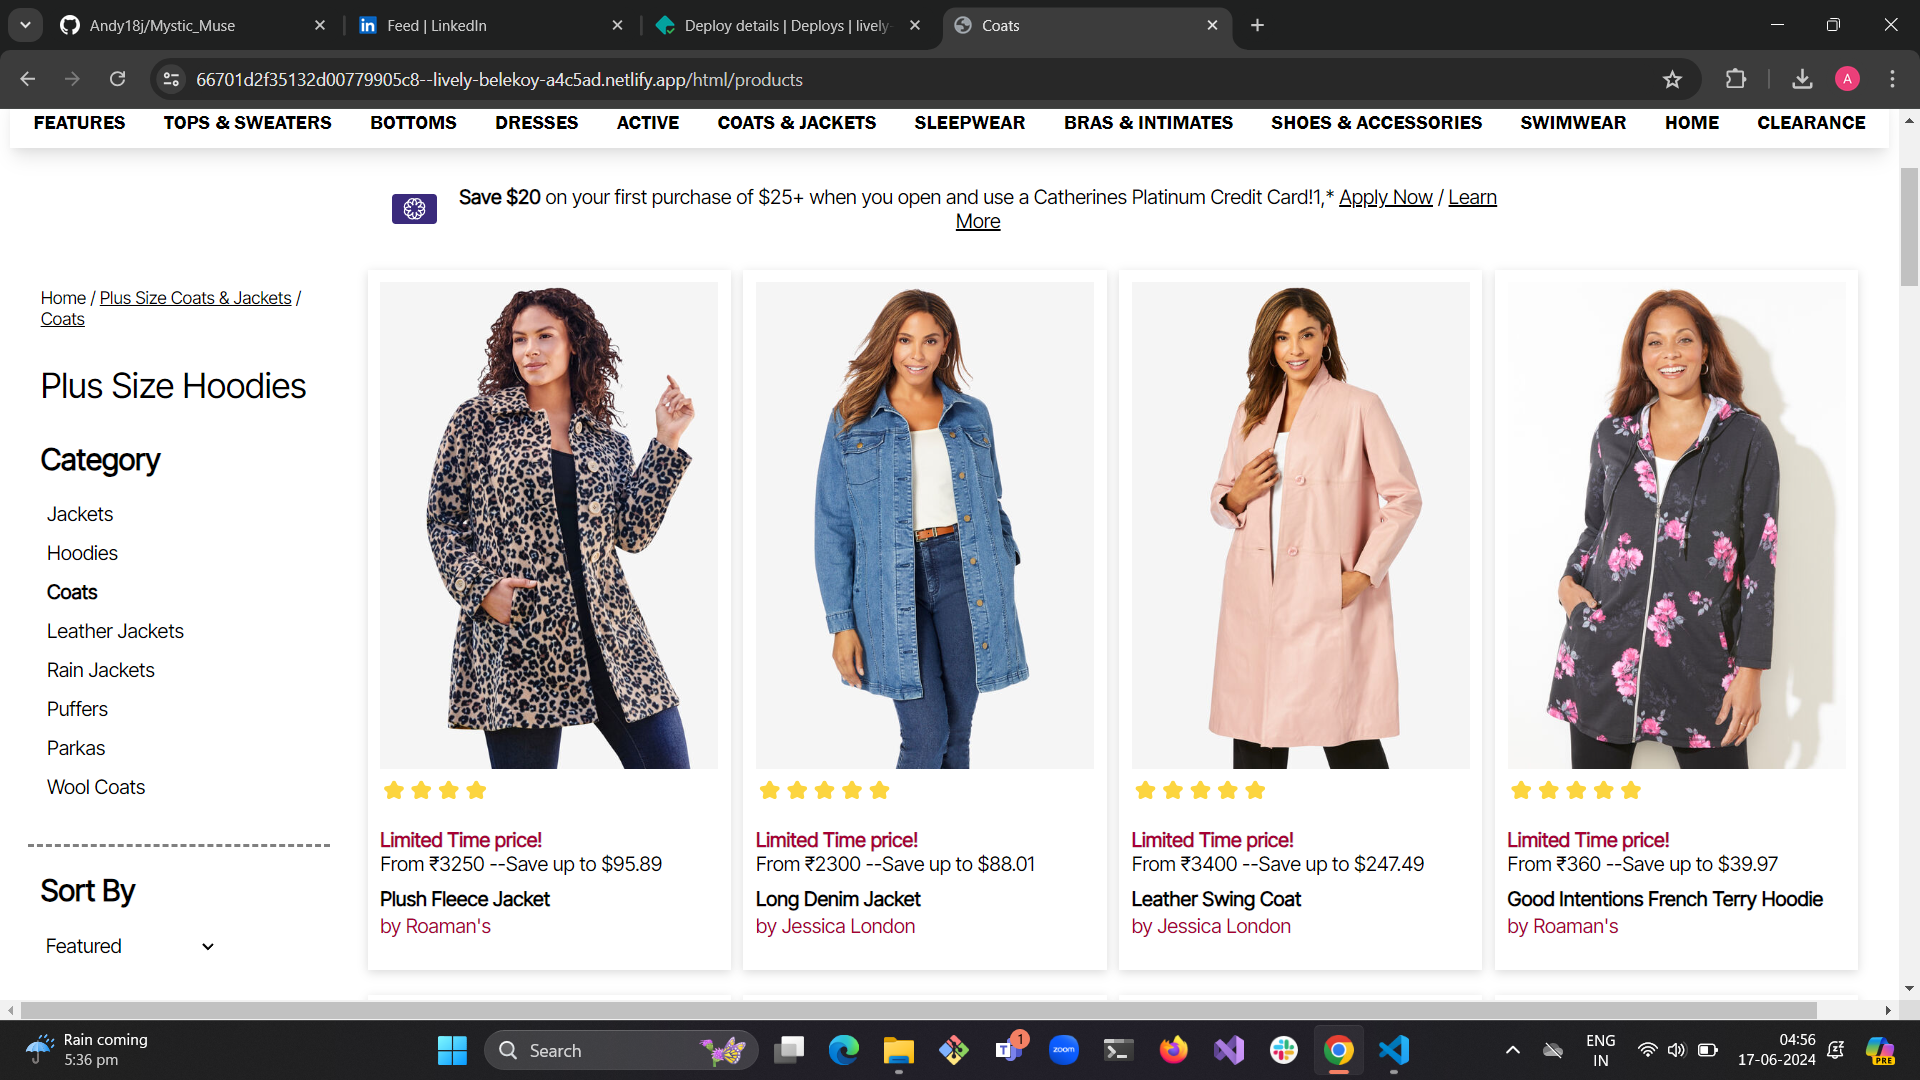 Andy18j/Mystic_Muse
Feed | LinkedIn
Deploy details | Deploys | lively-
Coats
66701d2f35132d00779905c8--lively-belekoy-a4c5ad.netlify.app/html/products
A
FEATURES TOPS & SWEATERS BOTTOMS DRESSES ACTIVE COATS & JACKETS SLEEPWEAR BRAS & INTIMATES SHOES & ACCESSORIES SWIMWEAR HOME CLEARANCE
Save $20 on your first purchase of $25+ when you open and use a Catherines Platinum Credit Card!1,* Apply Now / Learn
More
Home / Plus Size Coats & Jackets /
Coats
Plus Size Hoodies
Category
Jackets
Hoodies
Coats
Leather Jackets
Rain Jackets
Puffers
Parkas
Wool Coats
Sort By
Featured
Limited Time price!
From ₹3250 --Save up to $95.89
Plush Fleece Jacket
by Roaman's
Limited Time price!
From ₹2300 --Save up to $88.01
Long Denim Jacket
by Jessica London
Limited Time price!
From ₹3400 --Save up to $247.49
Leather Swing Coat
by Jessica London
Limited Time price!
From ₹360 --Save up to $39.97
Good Intentions French Terry Hoodie
by Roaman's
Rain coming
5:36 pm
Search
1
zoom
ENG
IN
04:56
17-06-2024
PRE